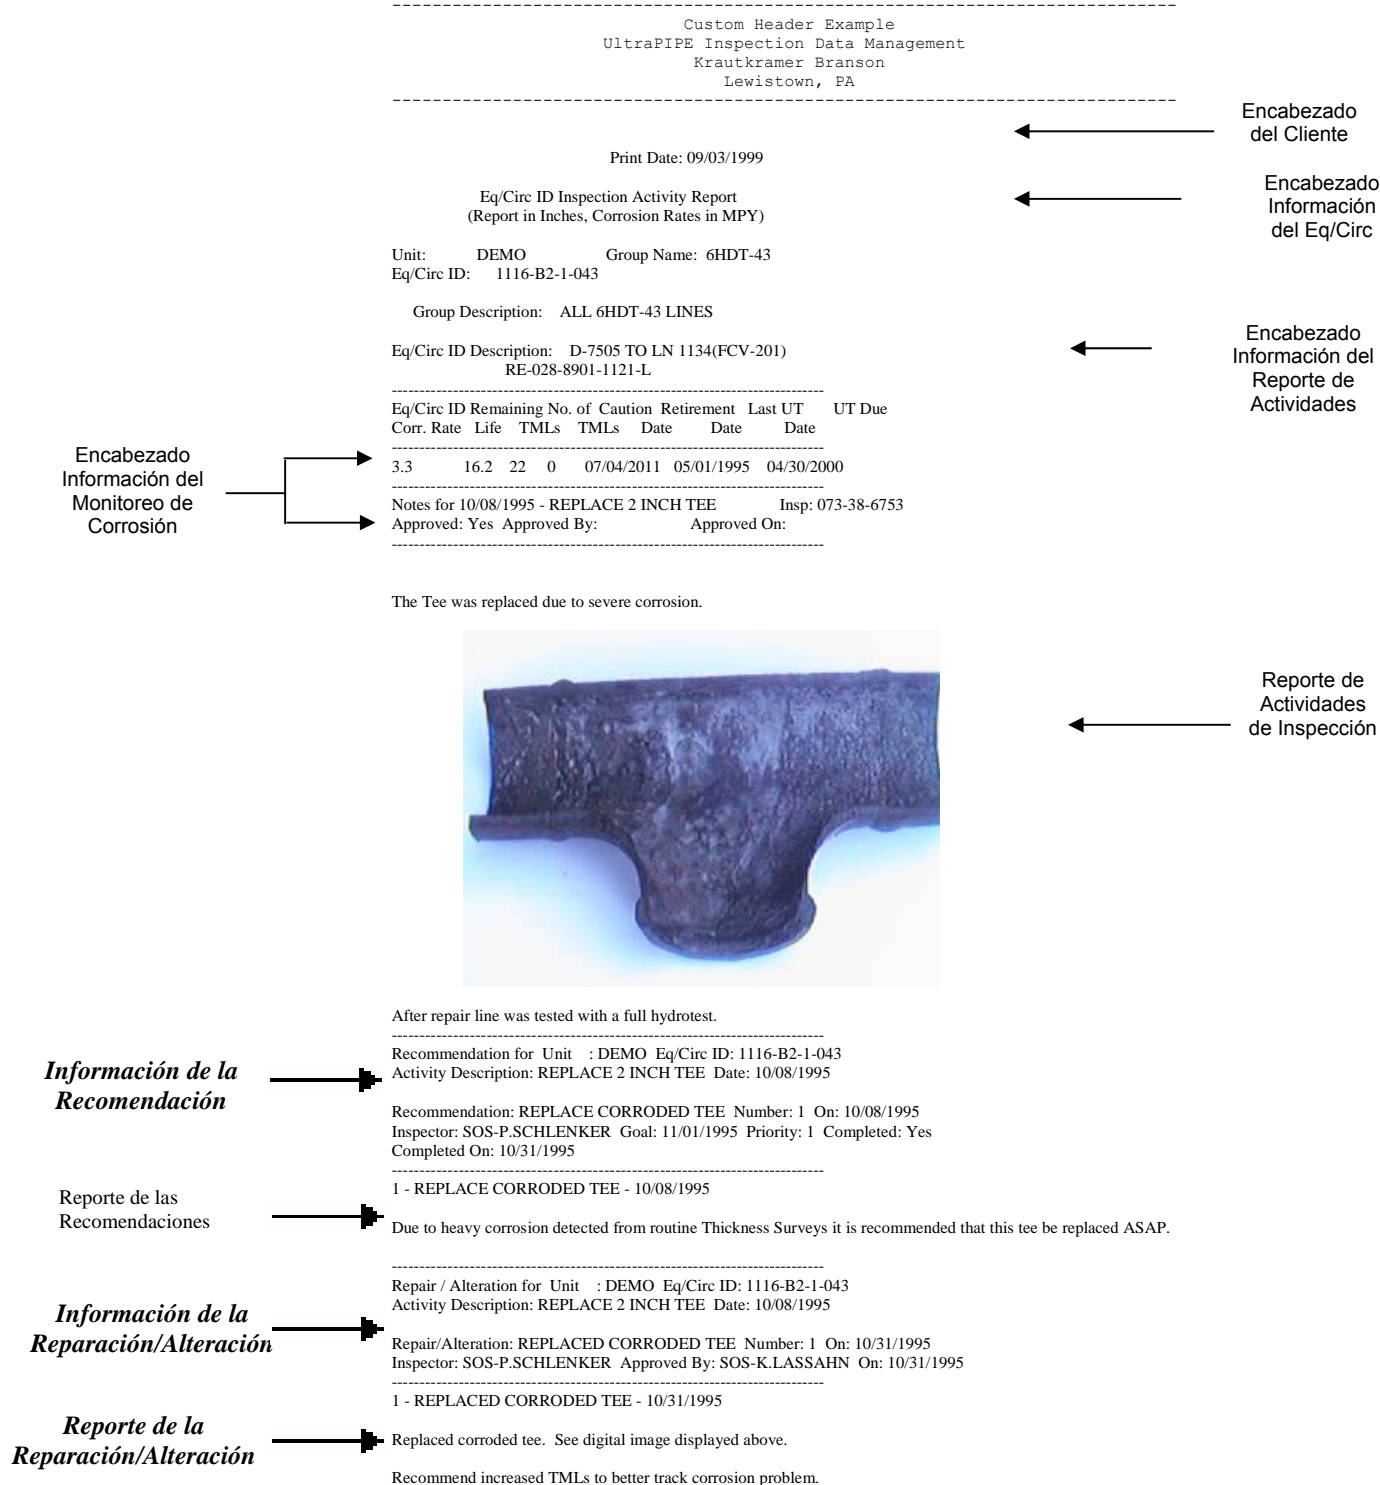 Custom Header Example
UltraPIPE Inspection Data Management
Krautkramer Branson
Lewistown, PA
Encabezado
del Cliente
Print Date: 09/03/1999
Eq/Circ ID Inspection Activity Report
(Report in Inches, Corrosion Rates in MPY)
Encabezado
Información
del Eq/Circ
Unit: DEMO Group Name: 6HDT-43
Eq/Circ ID: 1116-B2-1-043
Group Description: ALL 6HDT-43 LINES
Eq/Circ ID Description: D-7505 TO LN 1134(FCV-201)
RE-028-8901-1121-L
Encabezado
Información del
Reporte de
Actividades
Eq/Circ ID Remaining No. of Caution Retirement Last UT UT Due
Corr. Rate Life TMLs TMLs Date Date Date
3.3 16.2 22 0 07/04/2011 05/01/1995 04/30/2000
Encabezado
Información del
Monitoreo de
Corrosión
Notes for 10/08/1995 - REPLACE 2 INCH TEE Insp: 073-38-6753
Approved: Yes Approved By: Approved On:
The Tee was replaced due to severe corrosion.
Reporte de
Actividades
de Inspección
After repair line was tested with a full hydrotest.
Información de la
Recomendación
Recommendation for Unit : DEMO Eq/Circ ID: 1116-B2-1-043
Activity Description: REPLACE 2 INCH TEE Date: 10/08/1995
Recommendation: REPLACE CORRODED TEE Number: 1 On: 10/08/1995
Inspector: SOS-P.SCHLENKER Goal: 11/01/1995 Priority: 1 Completed: Yes
Completed On: 10/31/1995
Reporte de las
Recomendaciones
1 - REPLACE CORRODED TEE - 10/08/1995
Due to heavy corrosion detected from routine Thickness Surveys it is recommended that this tee be replaced ASAP.
Información de la
Reparación/Alteración
Repair / Alteration for Unit : DEMO Eq/Circ ID: 1116-B2-1-043
Activity Description: REPLACE 2 INCH TEE Date: 10/08/1995
Repair/Alteration: REPLACED CORRODED TEE Number: 1 On: 10/31/1995
Inspector: SOS-P.SCHLENKER Approved By: SOS-K.LASSAHN On: 10/31/1995
Reporte de la
Reparación/Alteración
1 - REPLACED CORRODED TEE - 10/31/1995
Replaced corroded tee. See digital image displayed above.
Recommend increased TMLs to better track corrosion problem.